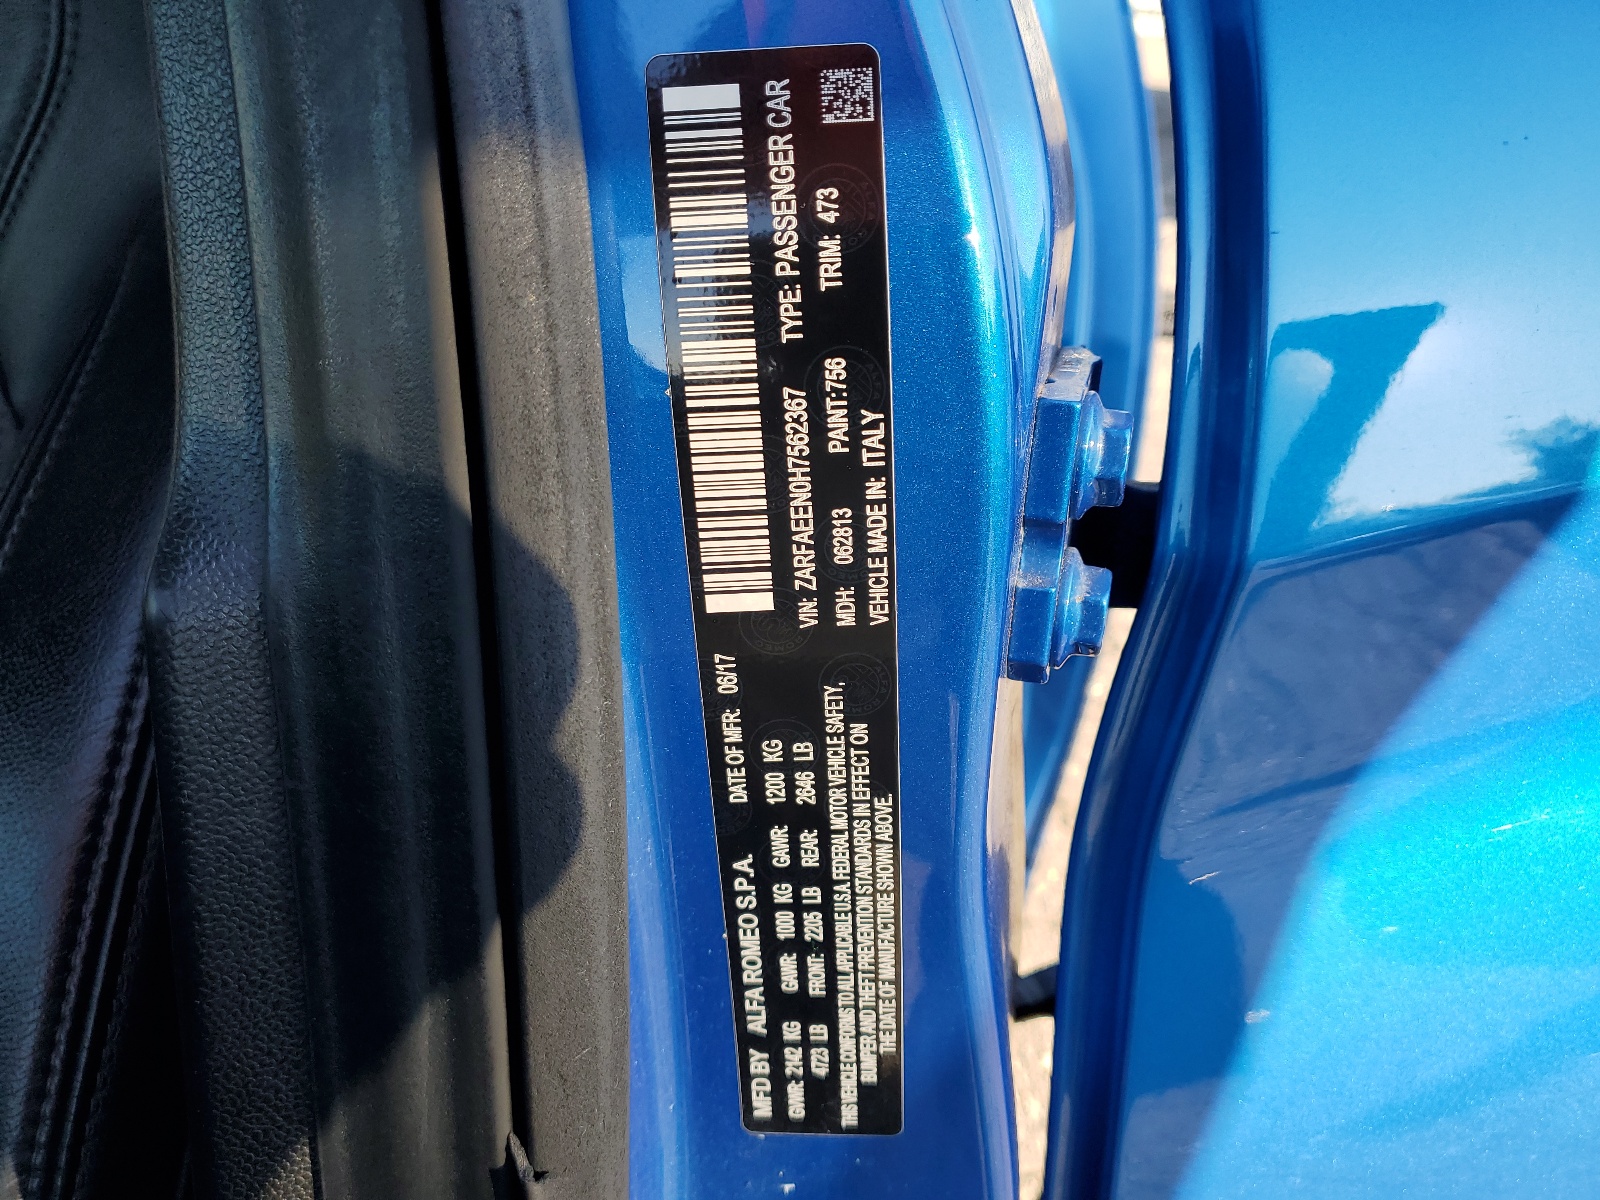 MFD BY ALFA ROMEO S.P.A. DATE OF MFR: 06/17
GVWR: 2142 KG GAWR: 1000 KG GAWR: 1200 KG
4723 LB FRONT: 2205 LB REAR: 2646 LB
THIS VEHICLE CONFORMS TO ALL APPLICABLE U.S.A. FEDERAL MOTOR VEHICLE SAFETY,
BUMPER AND THEFT PREVENTION STANDARDS IN EFFECT ON
THE DATE OF MANUFACTURE SHOWN ABOVE.
VIN: ZARFAEEN0H7562367 TYPE: PASSENGER CAR
MDH: 062813 PAINT:756 TRIM: 473
VEHICLE MADE IN: ITALY